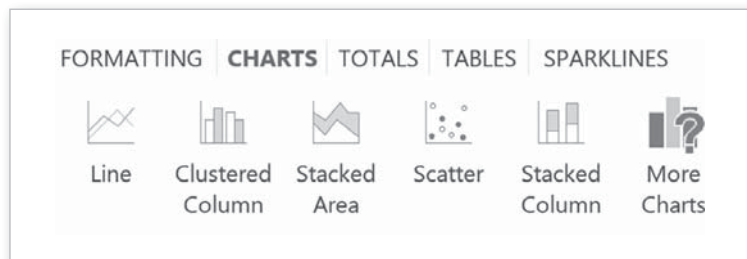 FORMATTING CHARTS TOTALS TABLES SPARKLINES
Line Clustered Stacked Scatter Stacked More
Column Area Column Charts